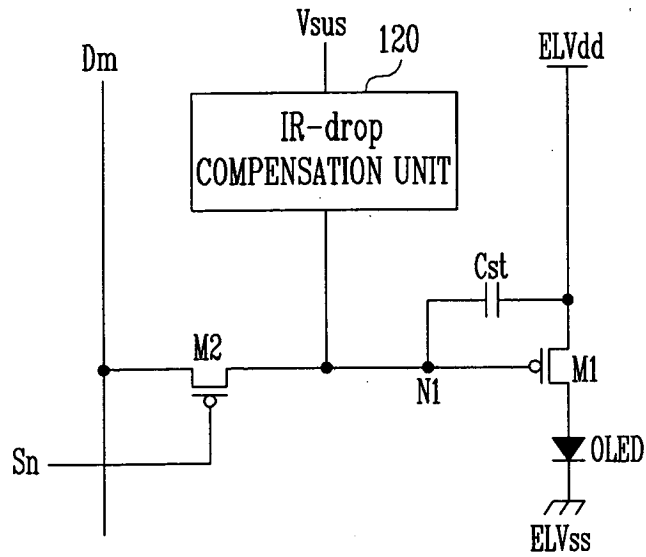 Vsus
120
ELVdd
Dm
IR-drop
COMPENSATION UNIT
Cst
M2
N1
M1
Sn
OLED
ELVss